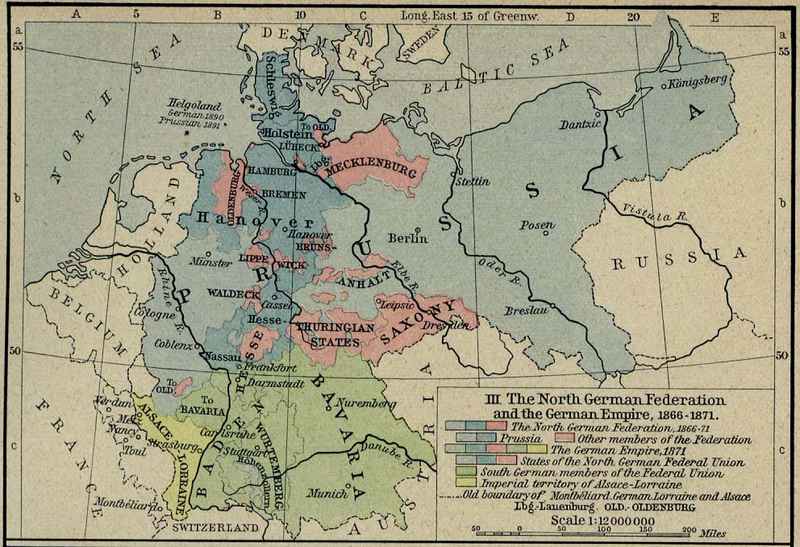 A 5 B 10 C Long. East 15 of Greenw. D 20 E
a.
55
a
55
b
b
50
50
c
c
NORTH SEA
DENMARK
SWEDEN
BALTIC SEA
Helgoland
German 1890
Prussian 1891
Schleswig
Holstein
To OLD.
LÜBECK
Lbg.
Königsberg
Dantzic
MECKLENBURG
HAMBURG
Stettin
OLDENBURG
Weser R.
BREMEN
Hanover
Hanover
HOLLAND
PRUSSIA
Vistula R.
RUSSIA
Berlin
Posen
Münster
LIPPE
BRUNS-
WICK
Oder R.
Elbe R.
ANHALT
BELGIUM
Rhine R.
Cologne
WALDECK
Cassel
Leipsic
Breslau
SAXONY
Dresden
Hesse-
Nassau
THURINGIAN
STATES
Coblenz
HESSE
Frankfort
Darmstadt
HESSE
To
OLD.
To
BAVARIA
FRANCE
Verdun
Metz
Nancy
Toul
ALSACE
LORRAINE
Strasburg
Carlsruhe
Stuttgart
BADEN
WURTEMBERG
Hohenzollern
BAVARIA
Nuremberg
Danube R.
Munich
Montbéliard
SWITZERLAND
AUSTRIA
III The North German Federation
and the German Empire, 1866-1871.
The North German Federation, 1866-71
Prussia Other members of the Federation
The German Empire, 1871
States of the North German Federal Union
South German members of the Federal Union
Imperial territory of Alsace-Lorraine
Old boundary of Montbéliard, German Lorraine and Alsace
Lbg.-Lauenburg OLD.-OLDENBURG
Scale 1:12 000 000
50 0 50 100 150 200 Miles